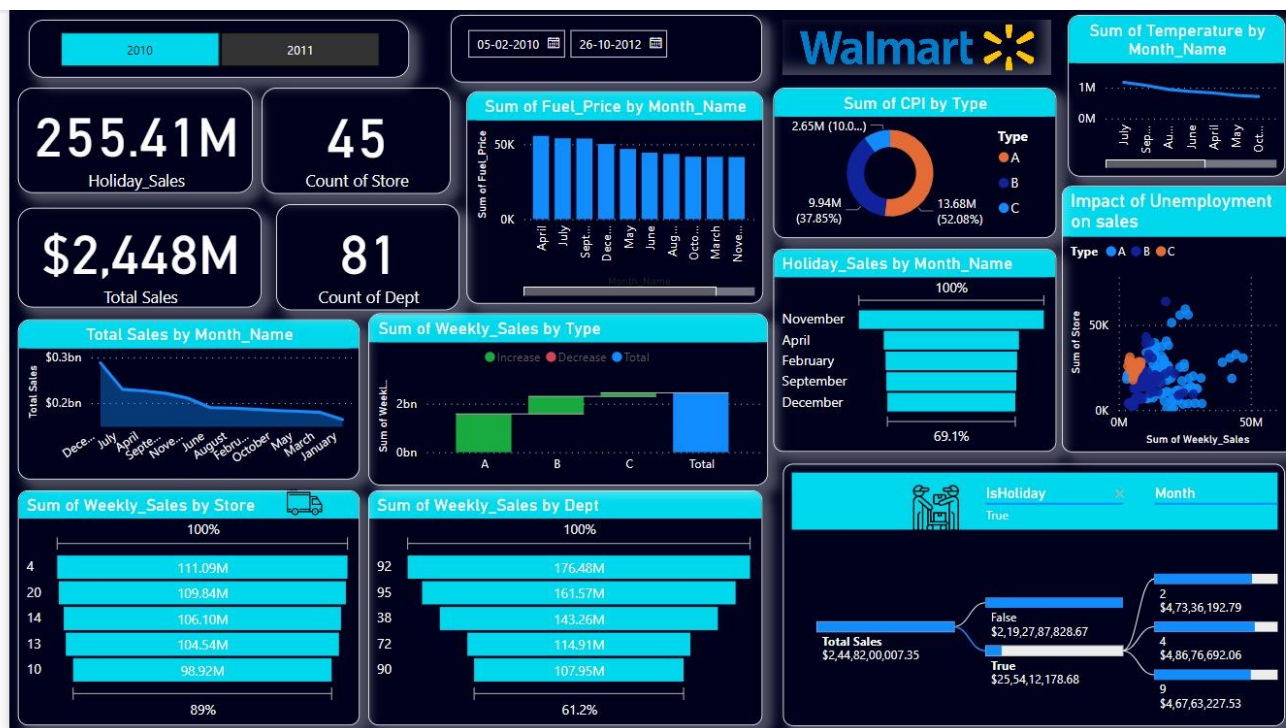 2010
2011
05-02-2010
26-10-2012
Walmart
Sum of Temperature by
Month_Name
1M
0M
July
Sep...
Au...
June
April
May
Oct...
255.41M
Holiday_Sales
45
Count of Store
$2,448M
Total Sales
81
Count of Dept
Sum of Fuel_Price by Month_Name
Sum of Fuel_Price
50K
0K
April
July
Sept...
Dece...
May
June
Aug...
Octo...
March
Nove...
Month_Name
Sum of CPI by Type
2.65M (10.0...)
9.94M
(37.85%)
13.68M
(52.08%)
Type
A
B
C
Impact of Unemployment
on sales
Type A B C
Sum of Store
50K
0K
0M
50M
Sum of Weekly_Sales
Holiday_Sales by Month_Name
100%
November
April
February
September
December
69.1%
Total Sales by Month_Name
Total Sales
$0.3bn
$0.2bn
Dece...
July
April
Septe...
Nove...
June
August
Febru...
October
May
March
January
Sum of Weekly_Sales by Type
Increase Decrease Total
Sum of Weekl...
2bn
0bn
A
B
C
Total
Sum of Weekly_Sales by Store
100%
4 111.09M
20 109.84M
14 106.10M
13 104.54M
10 98.92M
89%
Sum of Weekly_Sales by Dept
100%
92 176.48M
95 161.57M
38 143.26M
72 114.91M
90 107.95M
61.2%
IsHoliday
True
Month
Total Sales
$2,44,82,00,007.35
False
$2,19,27,87,828.67
True
$25,54,12,178.68
2
$4,73,36,192.79
4
$4,86,76,692.06
9
$4,67,63,227.53